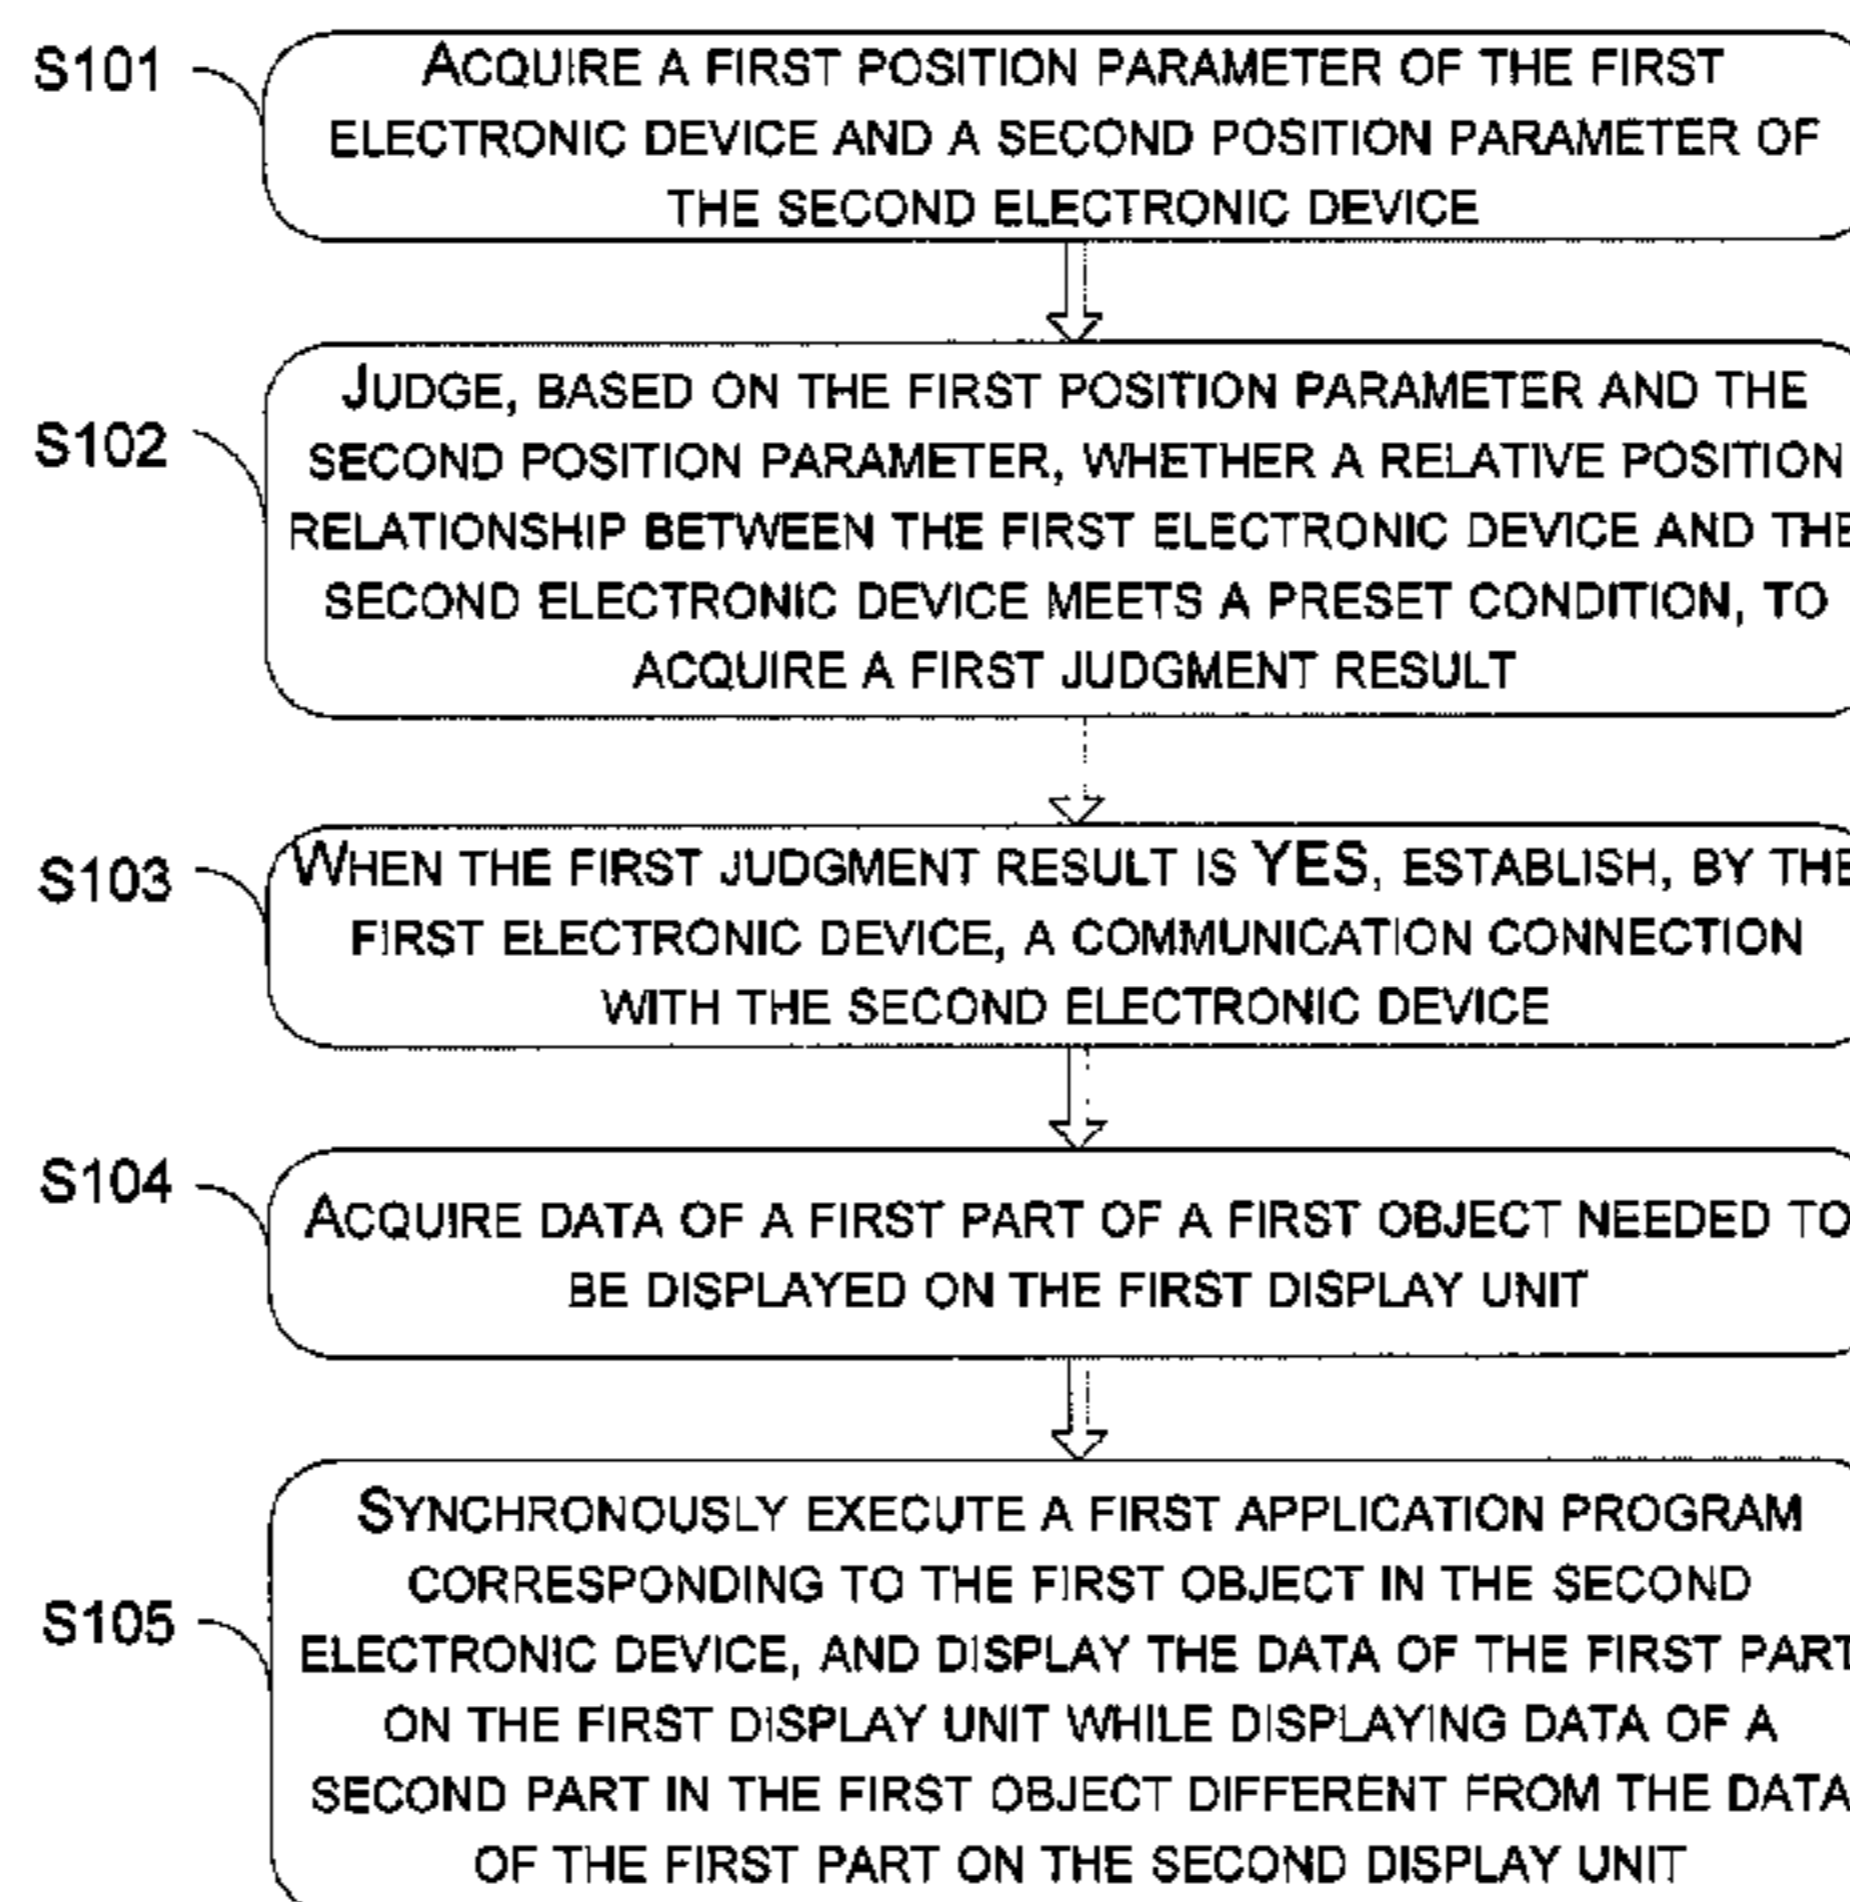 S101
ACQUIRE A FIRST POSITION PARAMETER OF THE FIRST
ELECTRONIC DEVICE AND A SECOND POSITION PARAMETER OF
THE SECOND ELECTRONIC DEVICE
S102
JUDGE, BASED ON THE FIRST POSITION PARAMETER AND THE
SECOND POSITION PARAMETER, WHETHER A RELATIVE POSITION
RELATIONSHIP BETWEEN THE FIRST ELECTRONIC DEVICE AND THE
SECOND ELECTRONIC DEVICE MEETS A PRESET CONDITION, TO
ACQUIRE A FIRST JUDGMENT RESULT
S103
WHEN THE FIRST JUDGMENT RESULT IS YES, ESTABLISH, BY THE
FIRST ELECTRONIC DEVICE, A COMMUNICATION CONNECTION
WITH THE SECOND ELECTRONIC DEVICE
S104
ACQUIRE DATA OF A FIRST PART OF A FIRST OBJECT NEEDED TO
BE DISPLAYED ON THE FIRST DISPLAY UNIT
S105
SYNCHRONOUSLY EXECUTE A FIRST APPLICATION PROGRAM
CORRESPONDING TO THE FIRST OBJECT IN THE SECOND
ELECTRONIC DEVICE, AND DISPLAY THE DATA OF THE FIRST PART
ON THE FIRST DISPLAY UNIT WHILE DISPLAYING DATA OF A
SECOND PART IN THE FIRST OBJECT DIFFERENT FROM THE DATA
OF THE FIRST PART ON THE SECOND DISPLAY UNIT